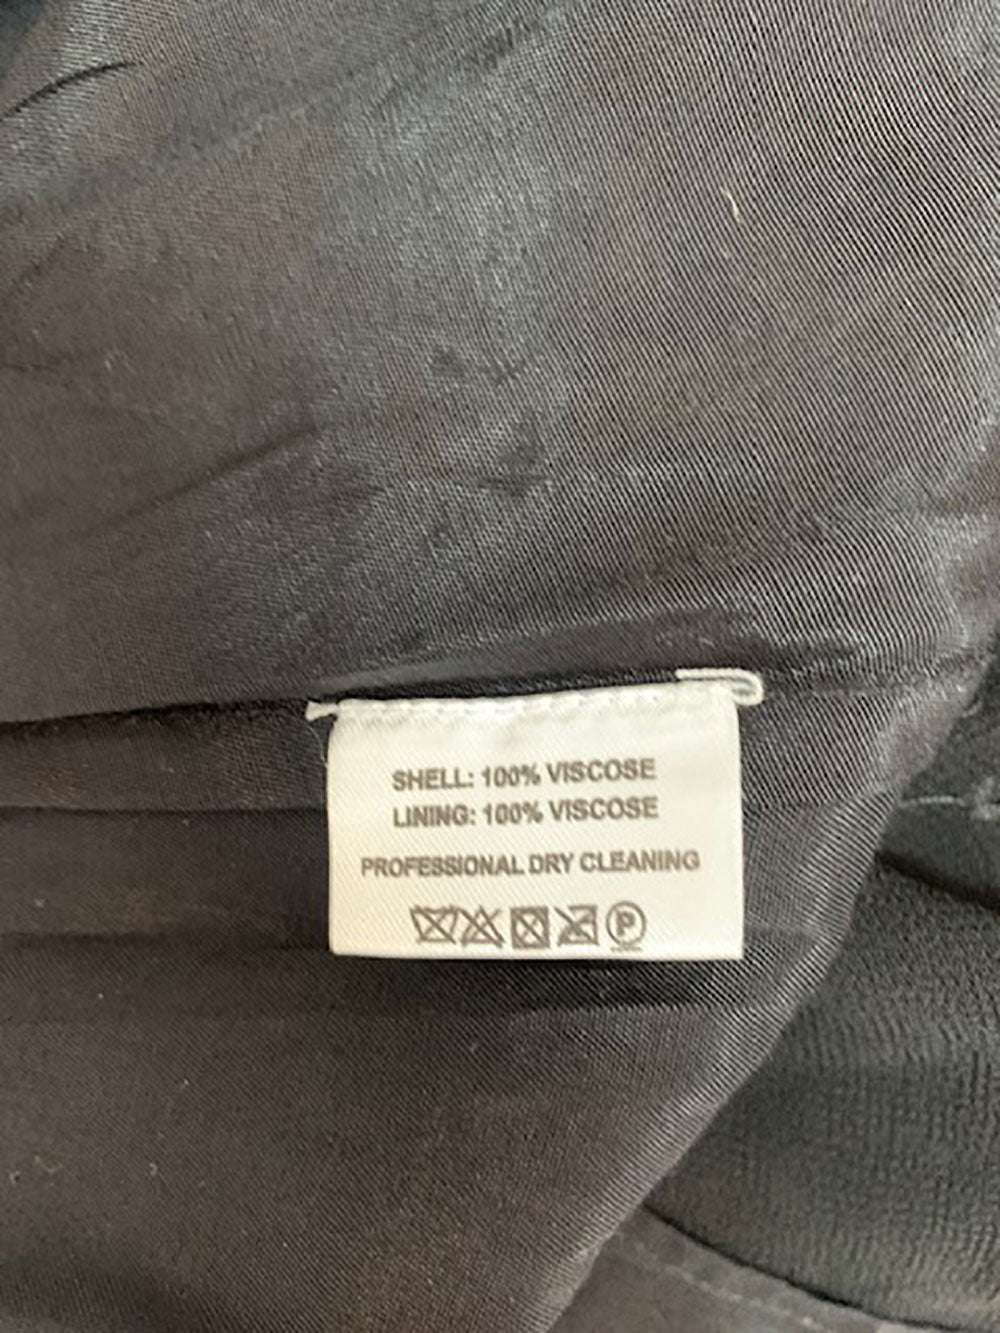 SHELL: 100% VISCOSE
LINING: 100% VISCOSE
PROFESSIONAL DRY CLEANING
P